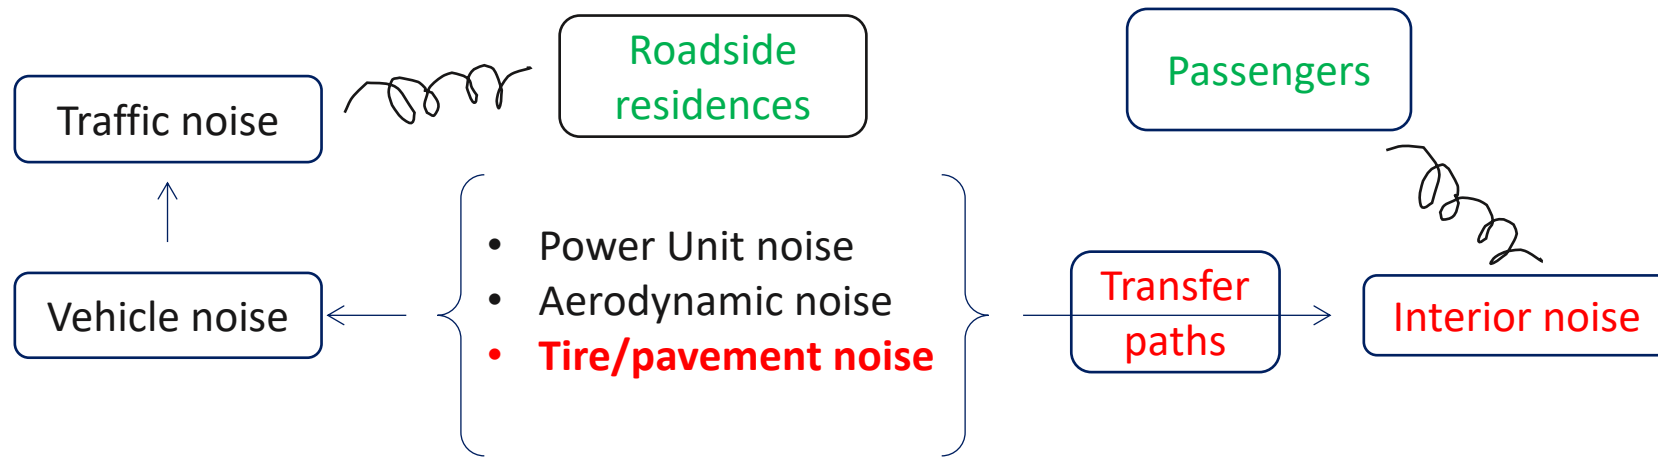 Roadside
residences
Passengers
Traffic noise
• Power Unit noise
• Aerodynamic noise
• Tire/pavement noise
Vehicle noise
Transfer
paths
Interior noise